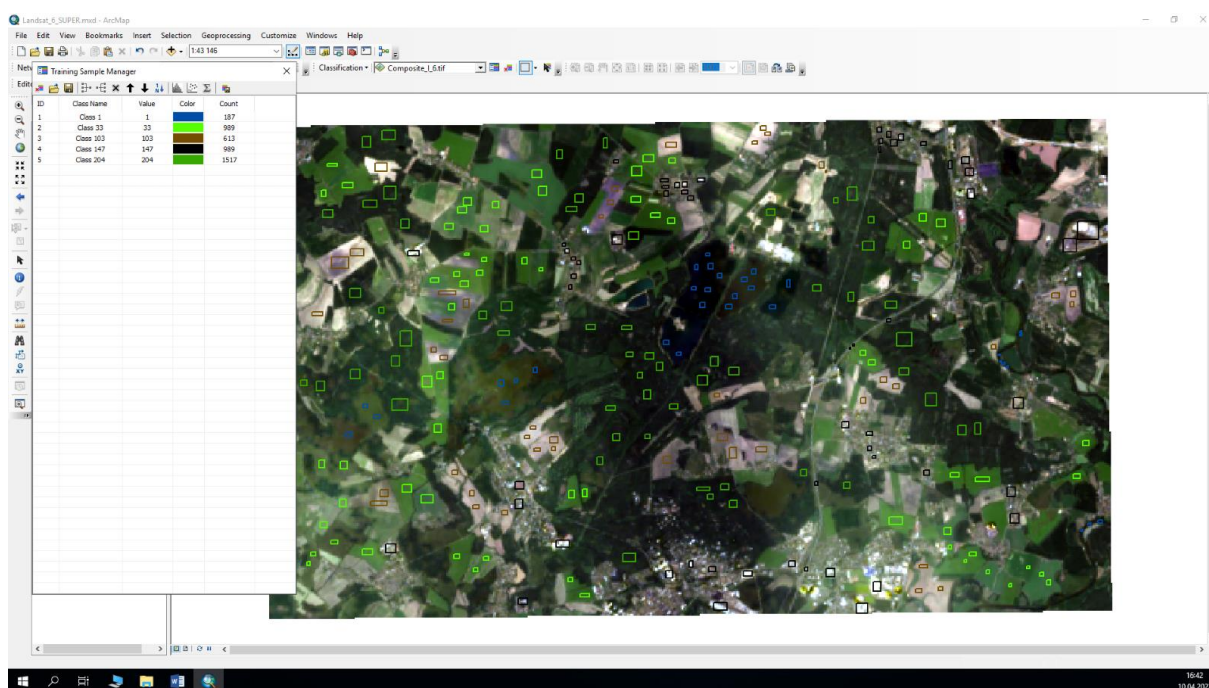 Landsat_6_SUPER.mxd - ArcMap
File Edit View Bookmarks Insert Selection Geoprocessing Customize Windows Help
1:43 146
Classification Composite_l_6.tif
Training Sample Manager
ID Class Name Value Color Count
1 Class 1 1 187
2 Class 33 33 989
3 Class 103 103 613
4 Class 147 147 989
5 Class 204 204 1517
16:42